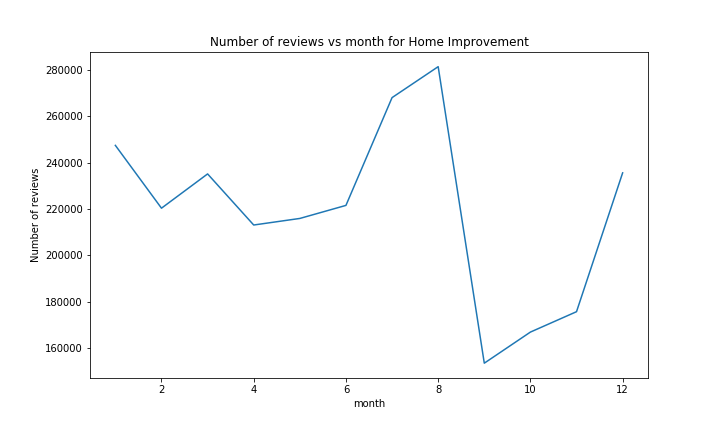 Number of reviews vs month for Home Improvement
280000
260000
240000
220000
200000
180000
160000
Number of reviews
2 4 6 8 10 12
month